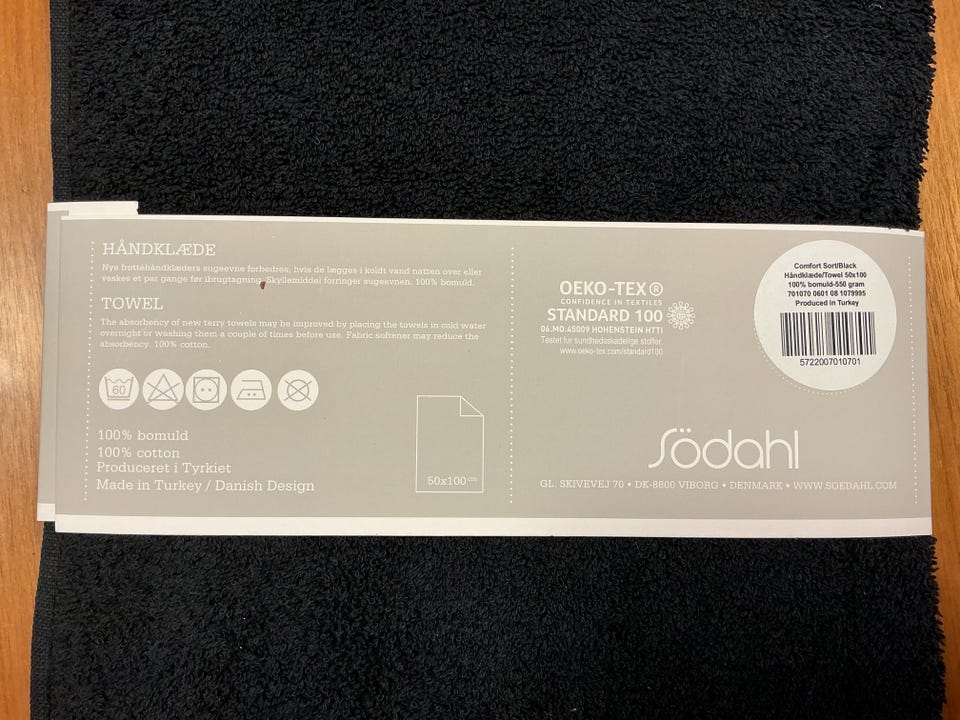 HÅNDKLÆDE
Nye frottéhåndklæders sugeevne forbedres, hvis de lægges i koldt vand natten over eller
vaskes et par gange før ibrugtagning. Skyllemiddel forringer sugeevnen. 100% bomuld.
TOWEL
The absorbency of new terry towels may be improved by placing the towels in cold water
overnight or washing them a couple of times before use. Fabric softener may reduce the
absorbency. 100% cotton.
60
100% bomuld
100% cotton
Produceret i Tyrkiet
Made in Turkey / Danish Design
50x100 cm
OEKO-TEX®
CONFIDENCE IN TEXTILES
STANDARD 100
06.MO.45009 HOHENSTEIN HTTI
Testet for sundhedsskadelige stoffer.
www.oeko-tex.com/standard100
Comfort Sort/Black
Håndklæde/Towel 50x100
100% bomuld-550 gram
701070 0601 08 1079995
Produced in Turkey
5722007010701
Södahl
GL. SKIVEVEJ 70 • DK-8800 VIBORG • DENMARK • WWW.SOEDAHL.COM